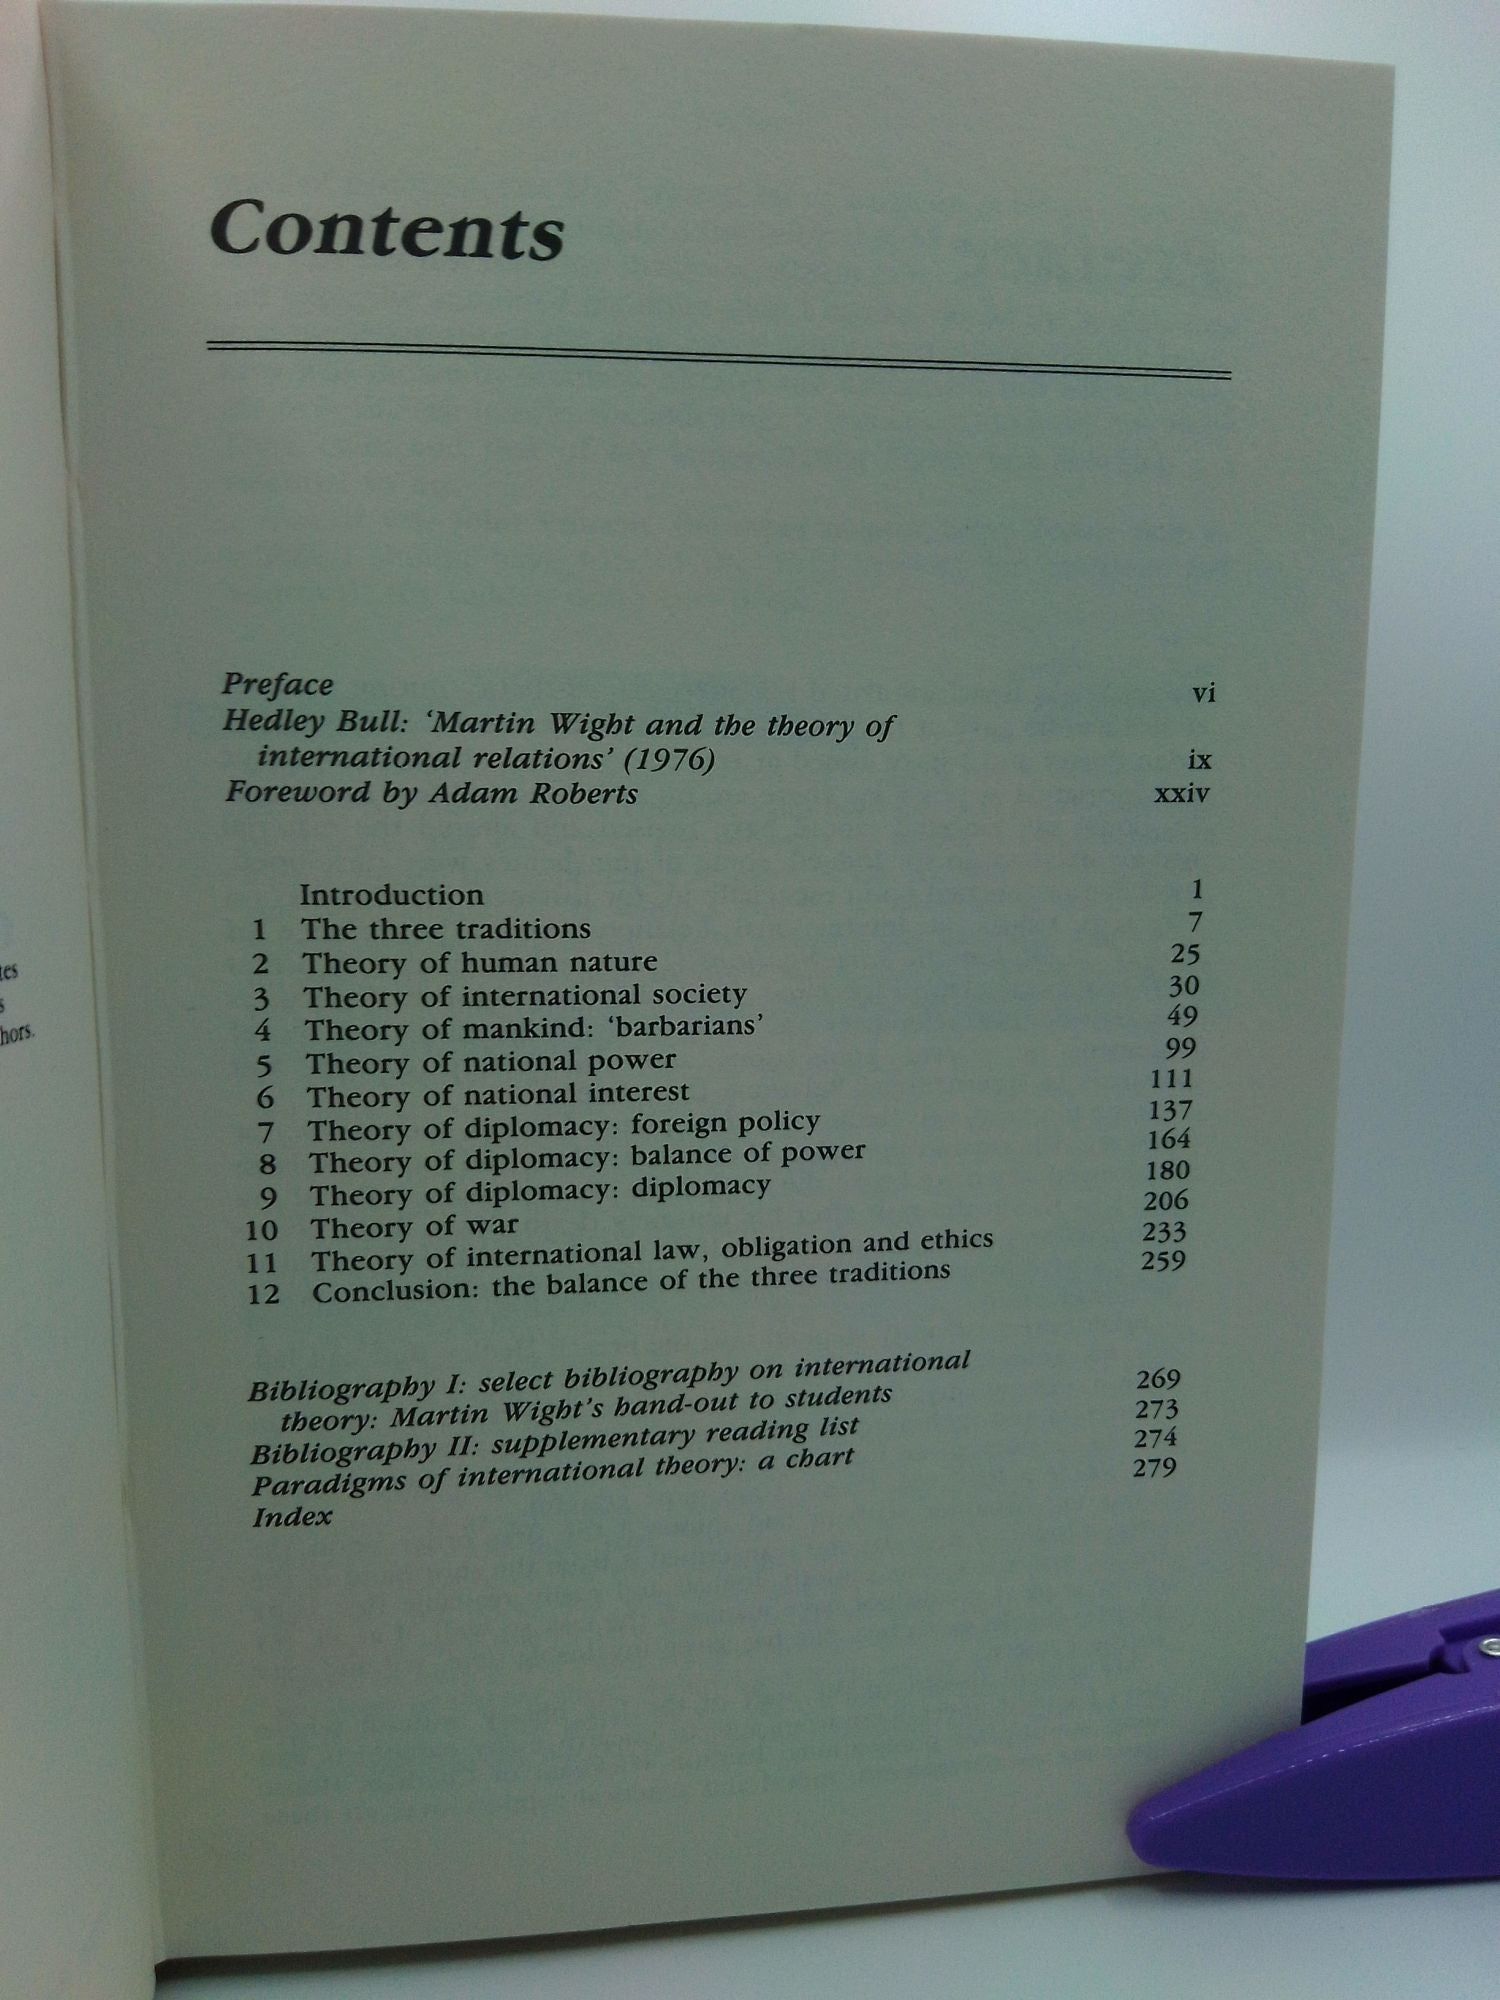 Contents
Preface vi
Hedley Bull: ‘Martin Wight and the theory of
international relations’ (1976) ix
Foreword by Adam Roberts xxiv
Introduction 1
1 The three traditions 7
2 Theory of human nature 25
3 Theory of international society 30
4 Theory of mankind: ‘barbarians’ 49
5 Theory of national power 99
6 Theory of national interest 111
7 Theory of diplomacy: foreign policy 137
8 Theory of diplomacy: balance of power 164
9 Theory of diplomacy: diplomacy 180
10 Theory of war 206
11 Theory of international law, obligation and ethics 233
12 Conclusion: the balance of the three traditions 259
Bibliography I: select bibliography on international
theory: Martin Wight’s hand-out to students 269
Bibliography II: supplementary reading list 273
Paradigms of international theory: a chart 274
Index 279